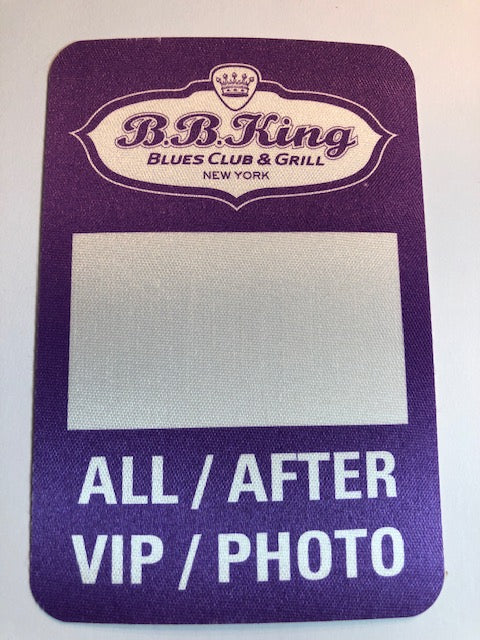 B.B.King
BLUES CLUB & GRILL
NEW YORK
ALL / AFTER
VIP / PHOTO